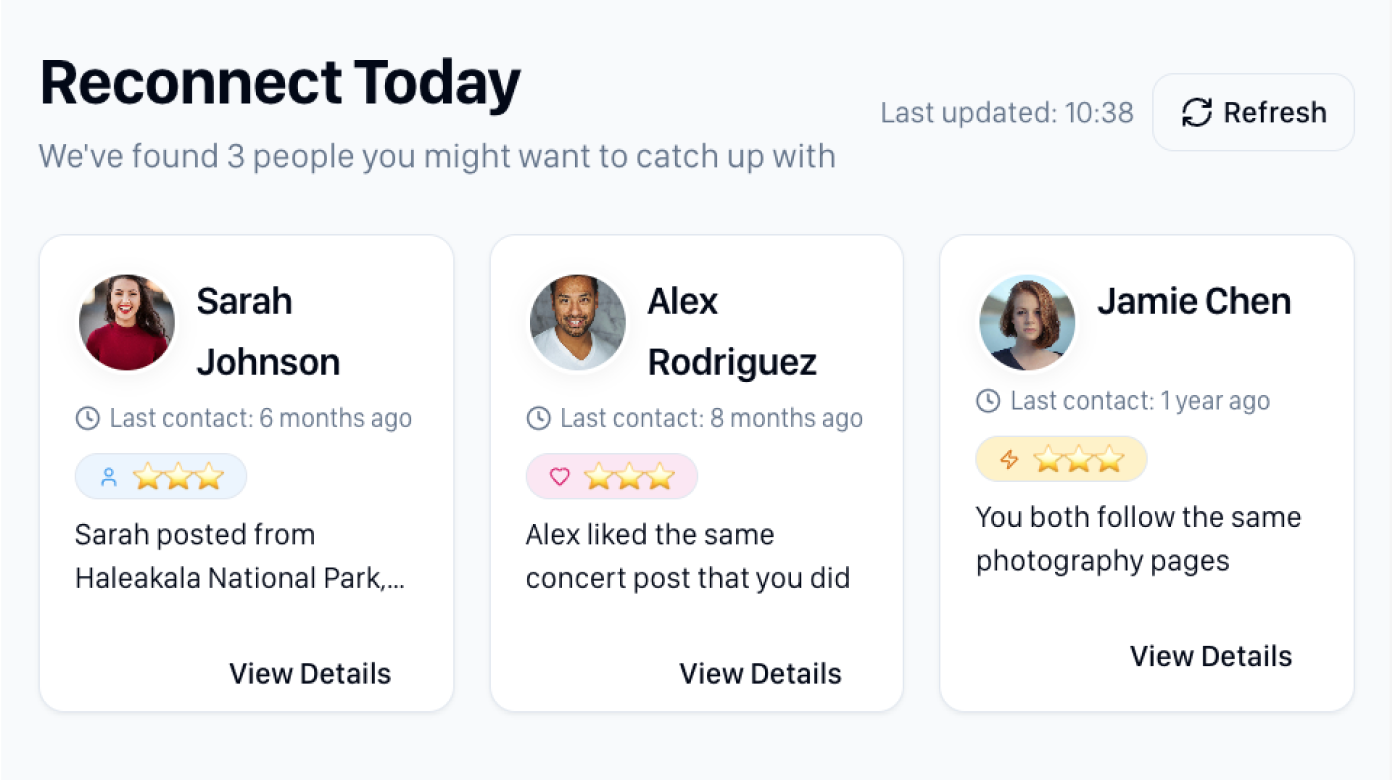 Reconnect Today
We've found 3 people you might want to catch up with
Last updated: 10:38
Refresh
Sarah
Johnson
Last contact: 6 months ago
⭐⭐⭐
Sarah posted from
Haleakala National Park,...
View Details
Alex
Rodriguez
Last contact: 8 months ago
⭐⭐⭐
Alex liked the same
concert post that you did
View Details
Jamie Chen
Last contact: 1 year ago
⭐⭐⭐
You both follow the same
photography pages
View Details